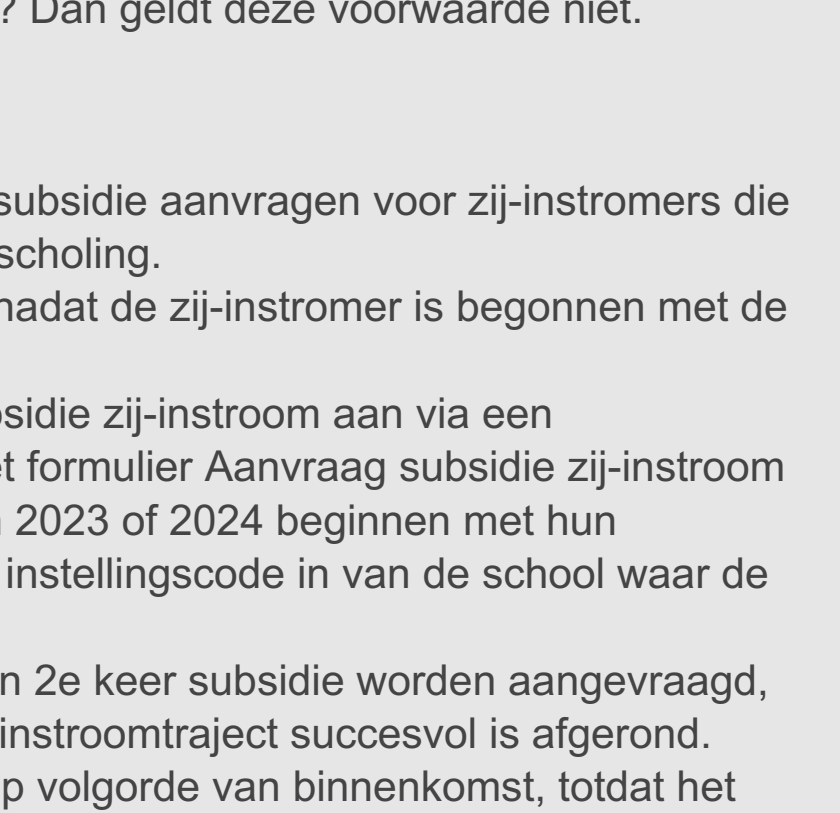 ? Dan geldt deze voorwaarde niet.
subsidie aanvragen voor zij-instromers die
scholing.
nadat de zij-instromer is begonnen met de
sidie zij-instroom aan via een
formulier Aanvraag subsidie zij-instroom
2023 of 2024 beginnen met hun
instellingscode in van de school waar de
n 2e keer subsidie worden aangevraagd,
instroomtraject succesvol is afgerond.
p volgorde van binnenkomst, totdat het